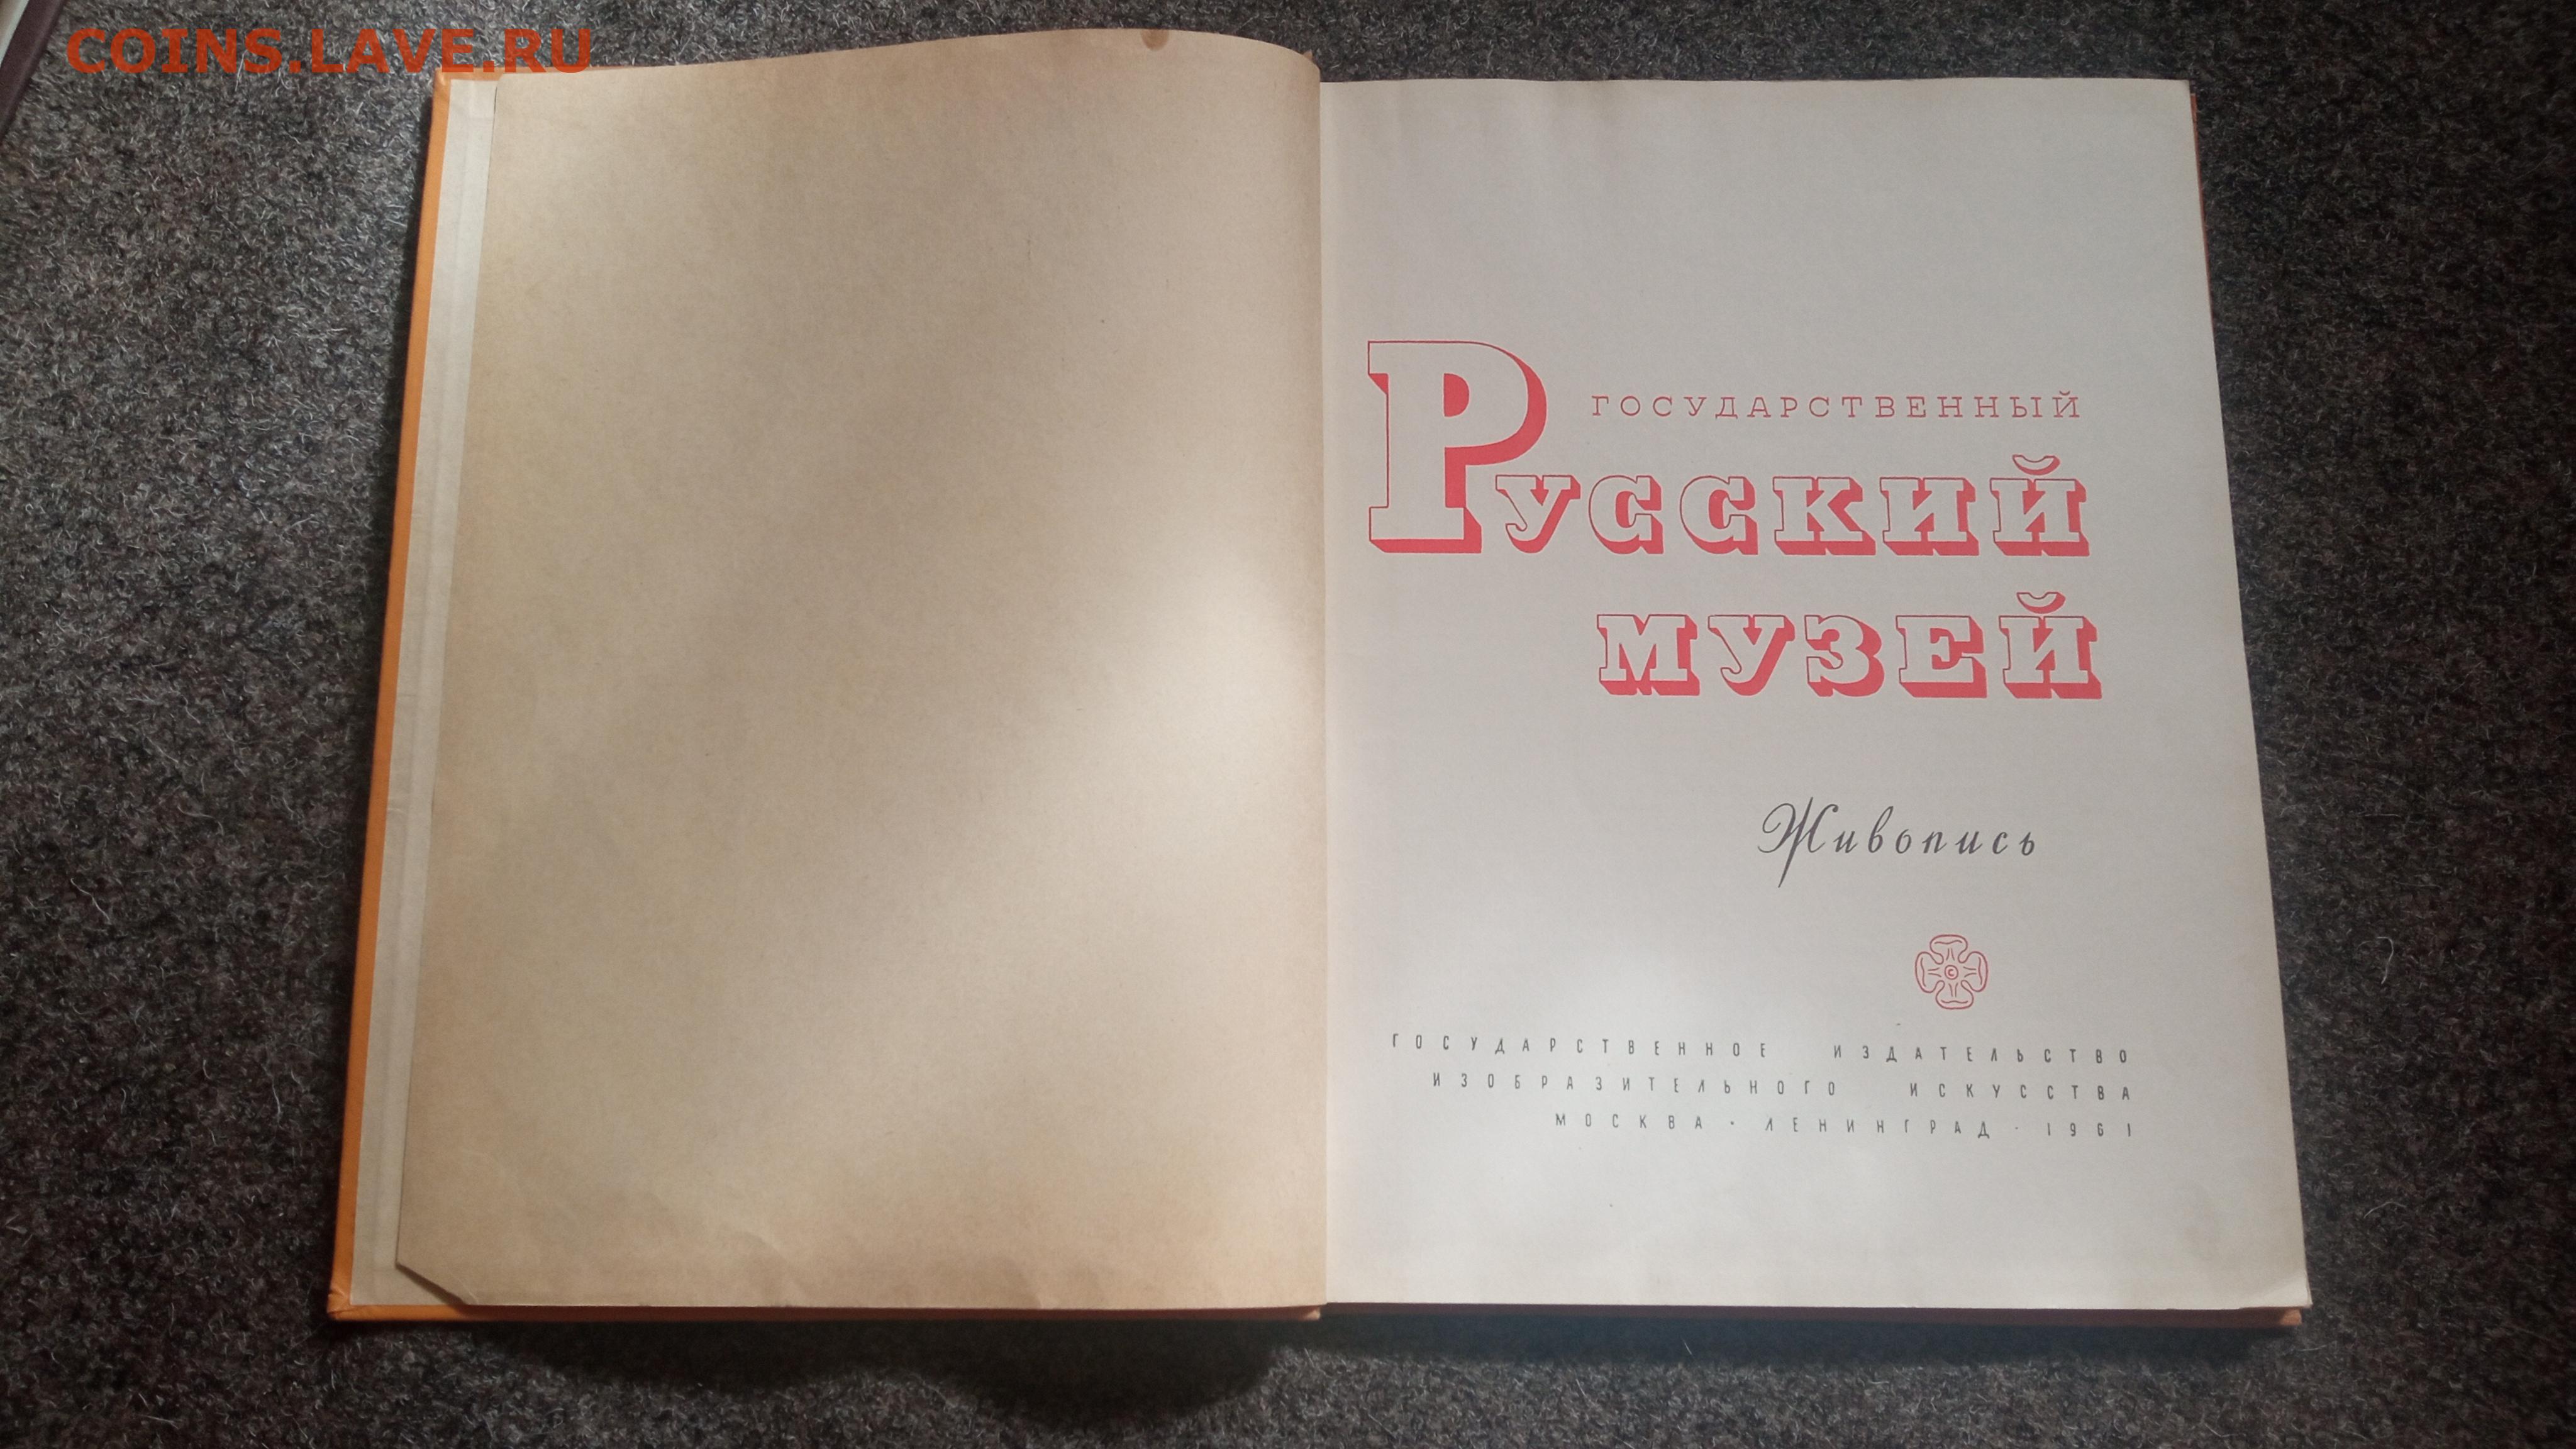 COINS.LAVE.RU
ГОСУДАРСТВЕННЫЙ
РУССКИЙ
МУЗЕЙ
Живопись
ГОСУДАРСТВЕННОЕ ИЗДАТЕЛЬСТВО
ИЗОБРАЗИТЕЛЬНОГО ИСКУССТВА
МОСКВА · ЛЕНИНГРАД · 1961